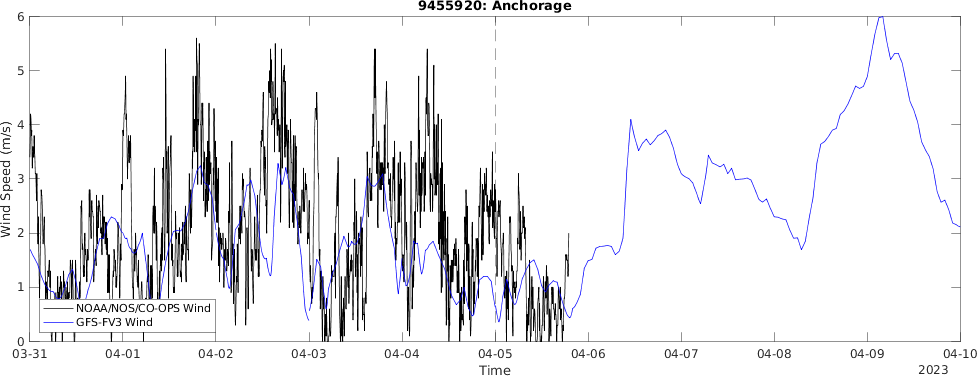 9455920: Anchorage
Wind Speed (m/s)
6
5
4
3
2
1
0
NOAA/NOS/CO-OPS Wind
GFS-FV3 Wind
03-31 04-01 04-02 04-03 04-04 04-05 04-06 04-07 04-08 04-09 04-10
Time
2023